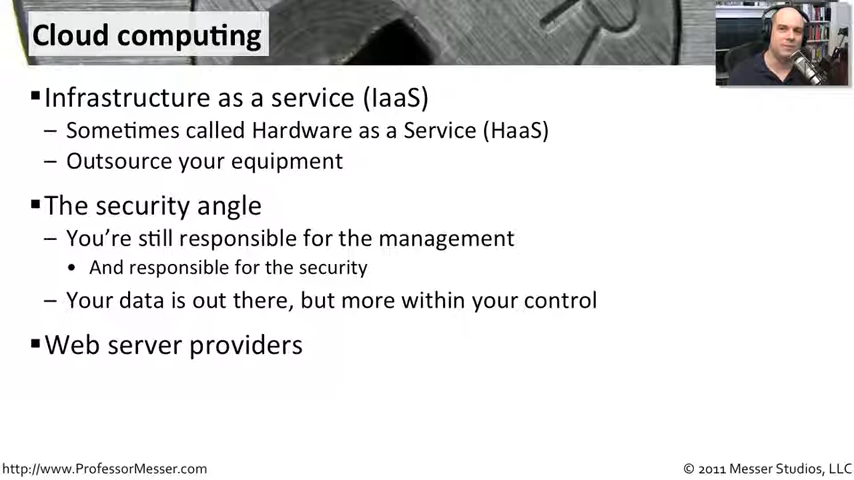 Cloud computing
▪Infrastructure as a service (IaaS)
– Sometimes called Hardware as a Service (HaaS)
– Outsource your equipment
▪The security angle
– You're still responsible for the management
• And responsible for the security
– Your data is out there, but more within your control
▪Web server providers
http://www.ProfessorMesser.com
© 2011 Messer Studios, LLC